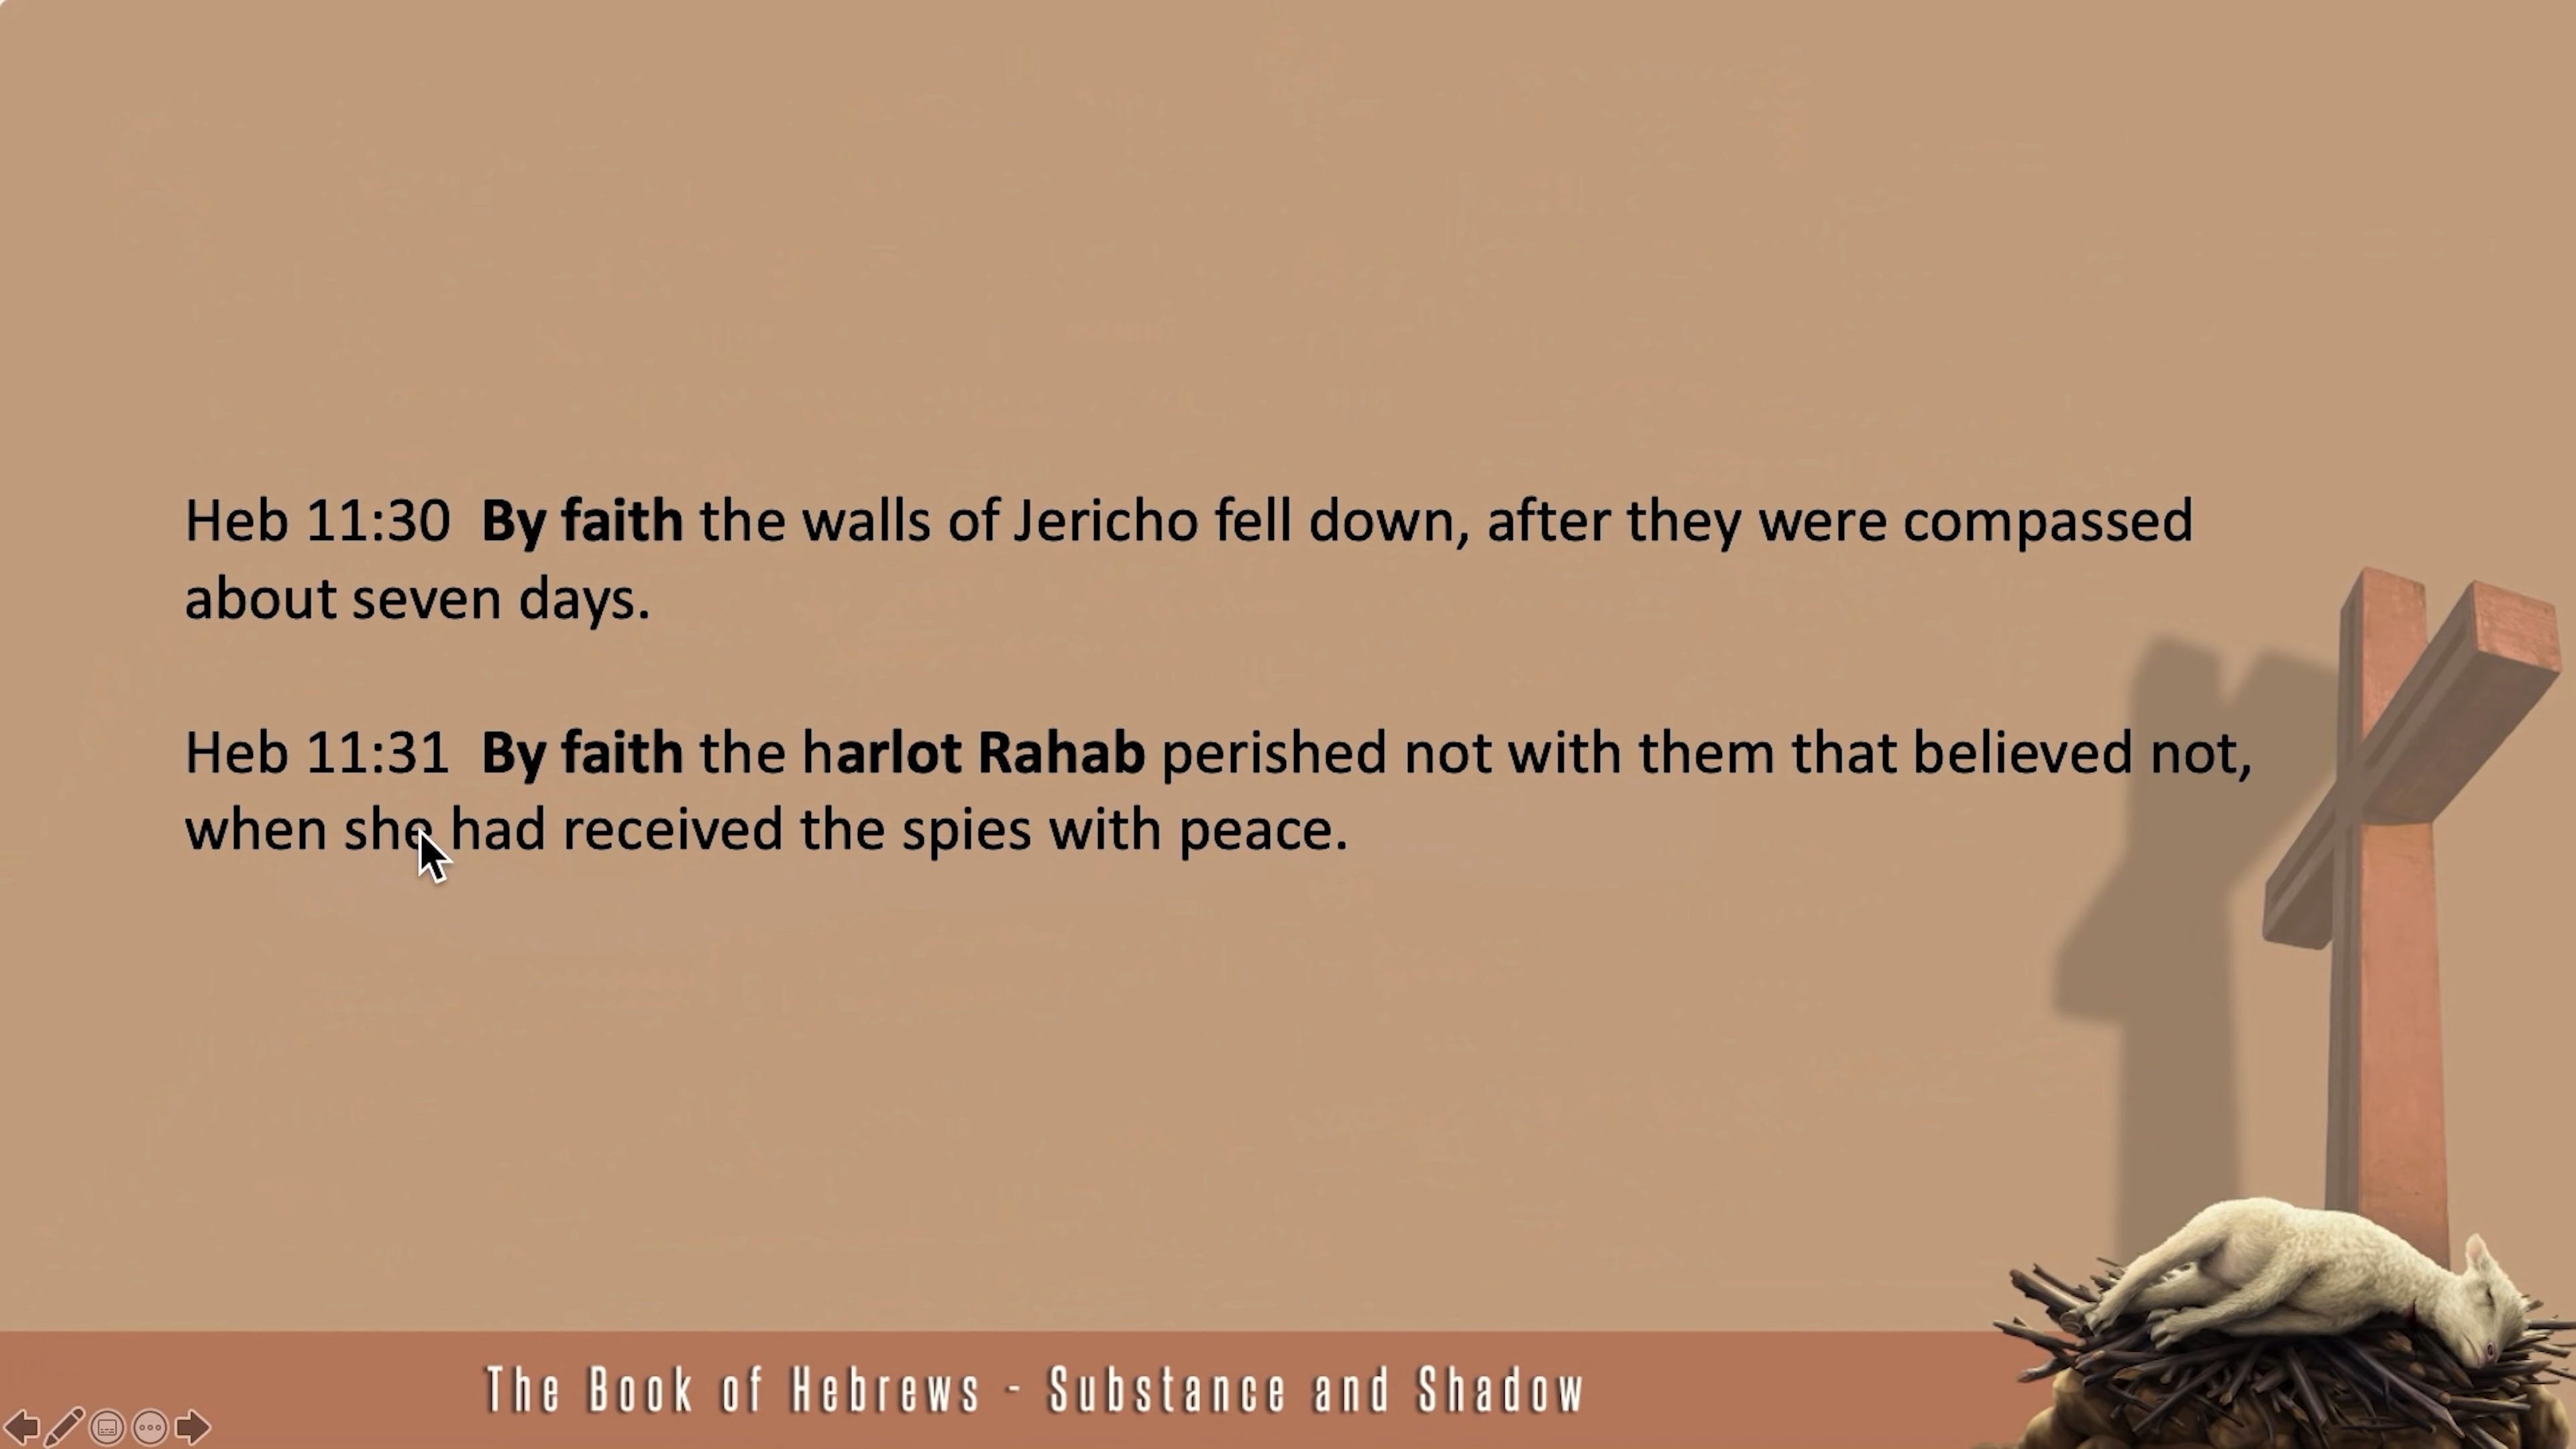 Heb 11:30  By faith the walls of Jericho fell down, after they were compassed
about seven days.
Heb 11:31  By faith the harlot Rahab perished not with them that believed not,
when she had received the spies with peace.
The Book of Hebrews - Substance and Shadow